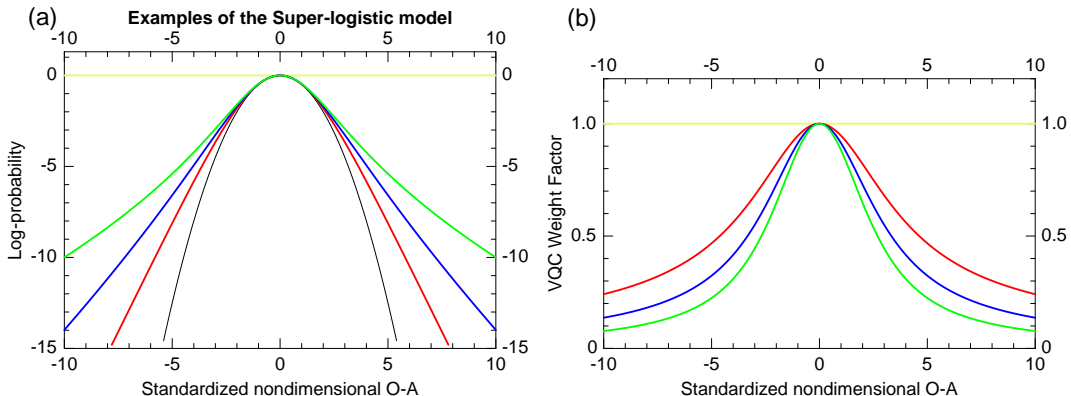 (a)
Examples of the Super-logistic model
-10 -5 0 5 10
0 0
-5 -5
-10 -10
-15 -15
Log-probability
-10 -5 0 5 10
Standardized nondimensional O-A
(b)
-10 -5 0 5 10
1.0 1.0
0.5 0.5
0 0
VQC Weight Factor
-10 -5 0 5 10
Standardized nondimensional O-A